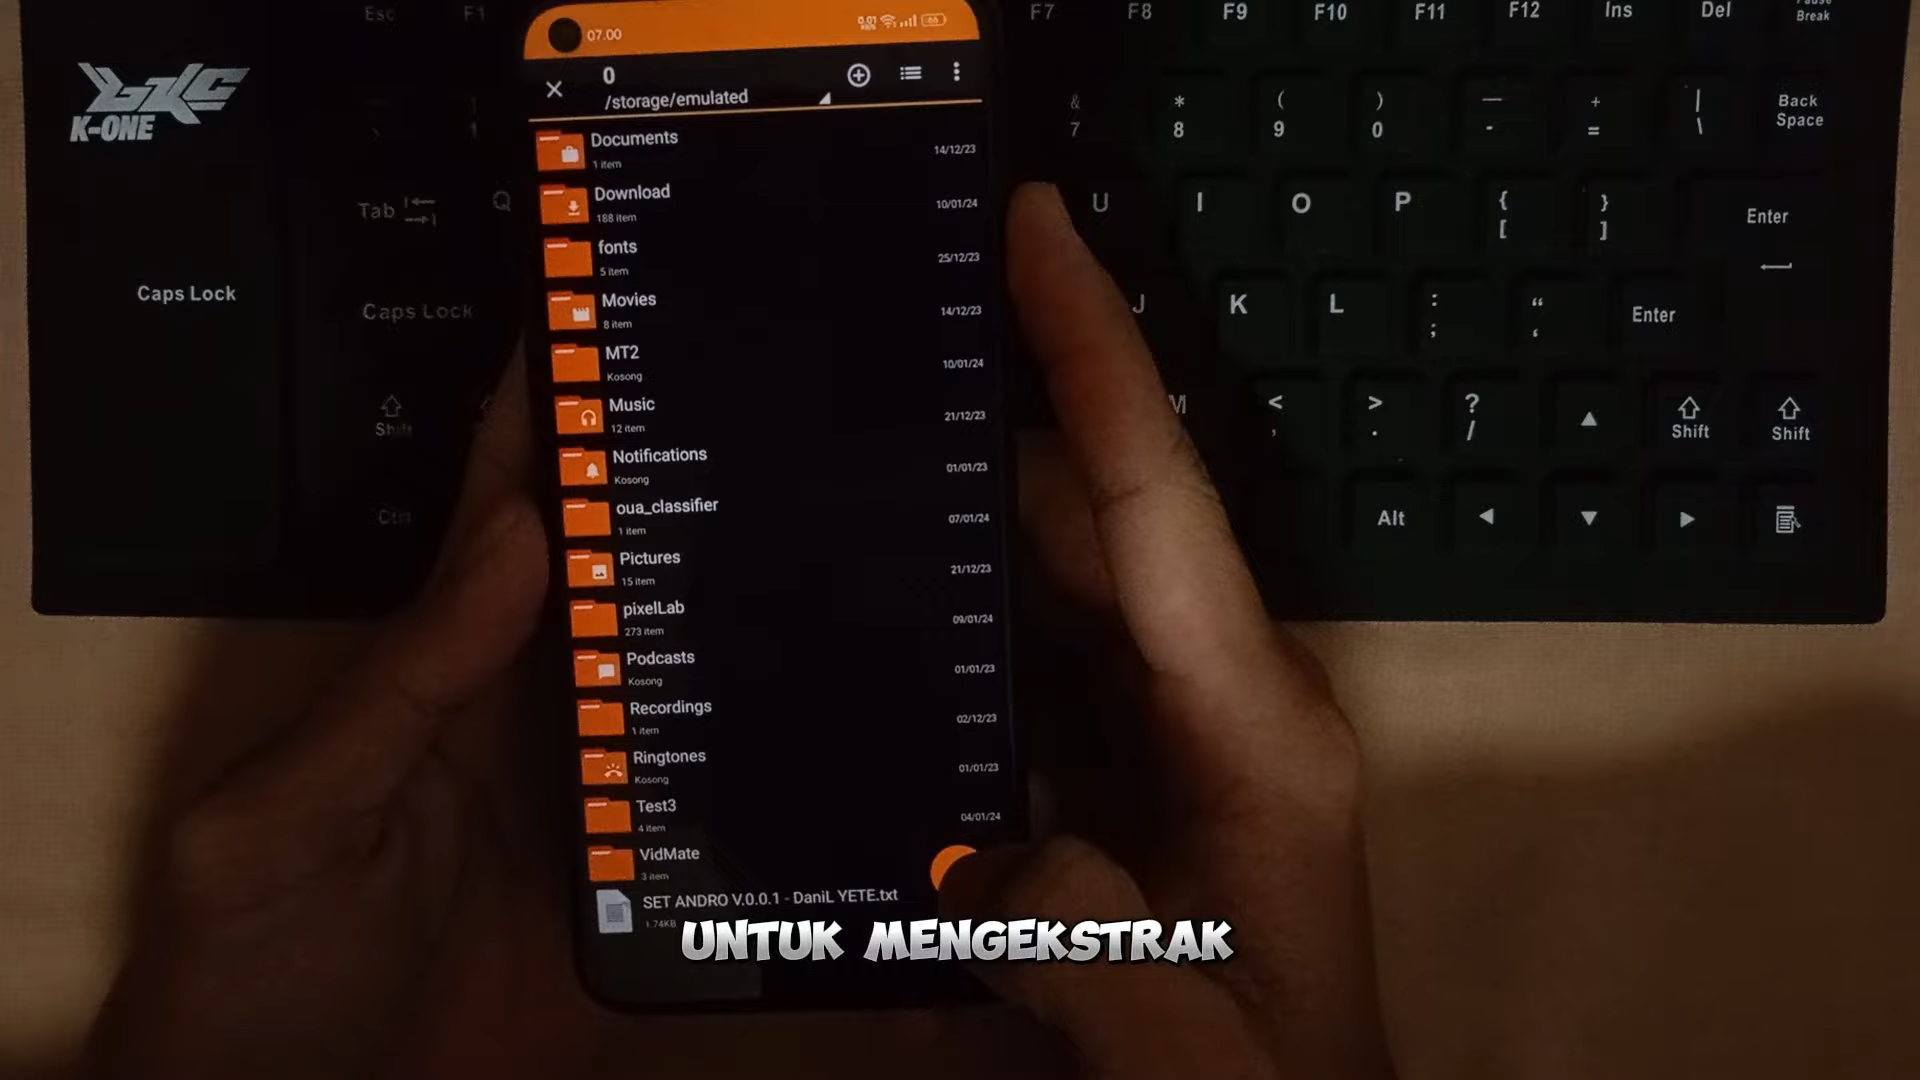 Esc
F1
F7
F8
F9
F10
F11
F12
Ins
Del
Pause
Break
K-ONE
07.00
0.01
66
0
/storage/emulated
Documents
1 item
14/12/23
Download
188 item
10/01/24
fonts
5 item
25/12/23
Movies
8 item
14/12/23
MT2
Kosong
10/01/24
Music
12 item
21/12/23
Notifications
Kosong
01/01/23
oua_classifier
1 item
07/01/24
Pictures
15 item
21/12/23
pixelLab
273 item
09/01/24
Podcasts
Kosong
01/01/23
Recordings
1 item
02/12/23
Ringtones
Kosong
01/01/23
Test3
4 item
04/01/24
VidMate
3 item
SET ANDRO V.0.0.1 - DaniL YETE.txt
1.74KB
UNTUK MENGEKSTRAK
& 7
* 8
( 9
) 0
— -
+ =
| \
Back
Space
Tab
Q
U
I
O
P
{ [
} ]
Enter
Caps Lock
Caps Lock
J
K
L
: ;
“ ‘
Enter
Shift
M
< ,
> .
? /
Shift
Shift
Ctrl
Alt